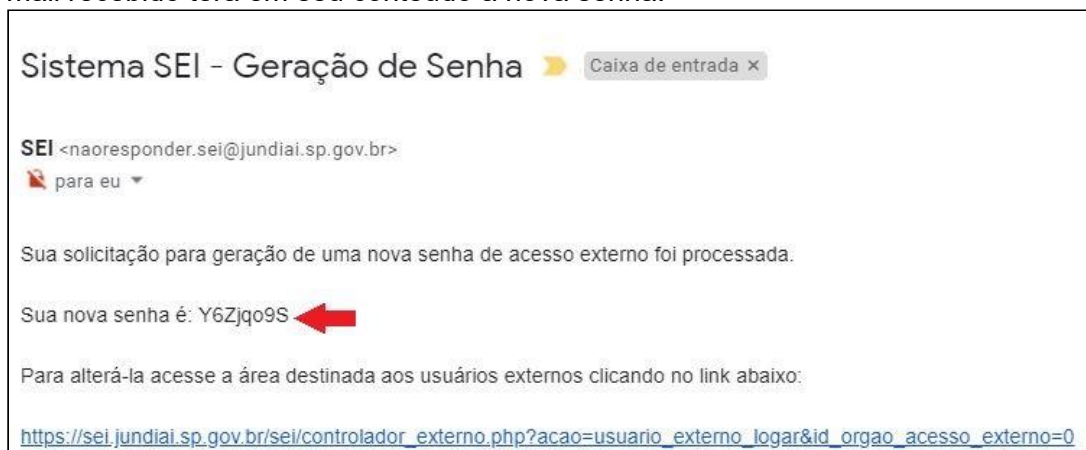 mail recebido terá em seu conteúdo a nova senha.
Sistema SEI - Geração de Senha Caixa de entrada ×
SEI <naoresponder.sei@jundiai.sp.gov.br>
para eu
Sua solicitação para geração de uma nova senha de acesso externo foi processada.
Sua nova senha é: Y6Zjqo9S
Para alterá-la acesse a área destinada aos usuários externos clicando no link abaixo:
https://sei.jundiai.sp.gov.br/sei/controlador_externo.php?acao=usuario_externo_logar&id_orgao_acesso_externo=0